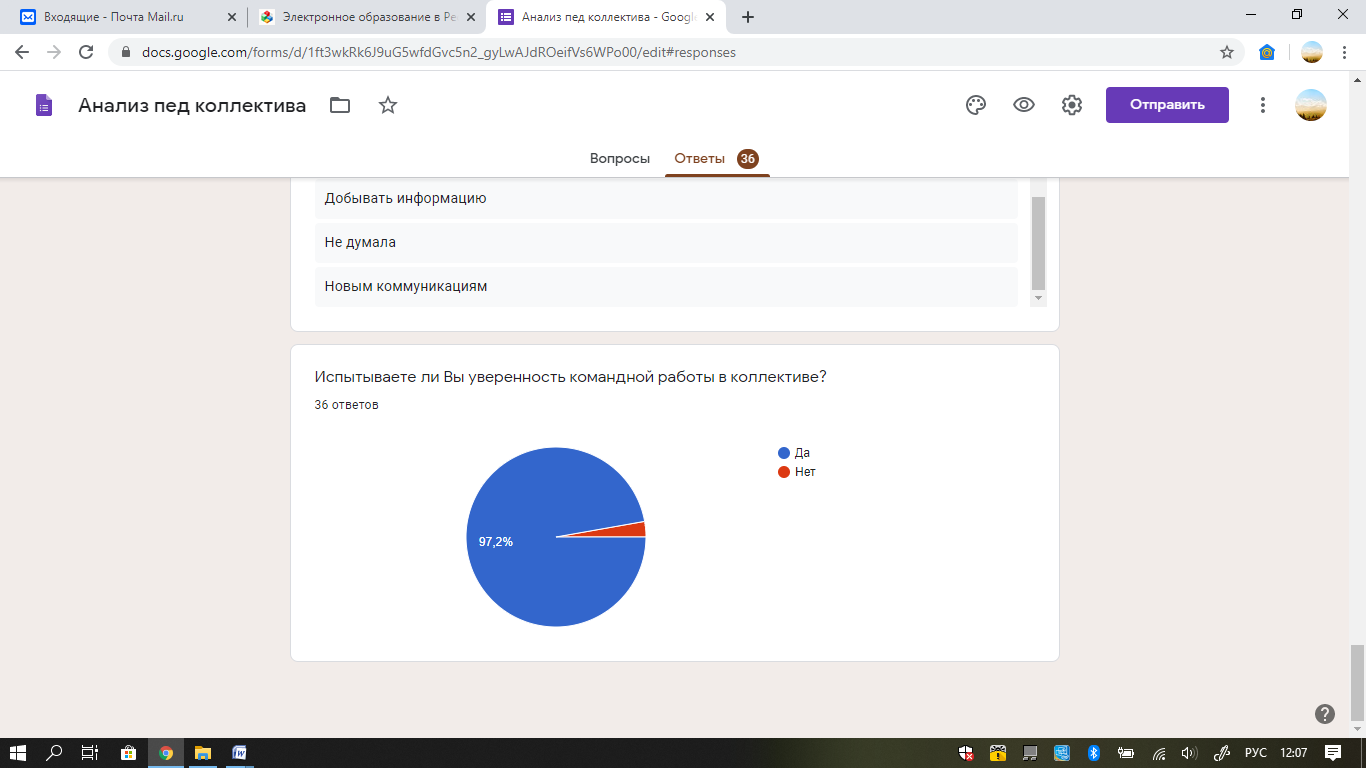 Входящие - Почта Mail.ru
Электронное образование в Ре
Анализ пед коллектива - Googl
docs.google.com/forms/d/1ft3wkRk6J9uG5wfdGvc5n2_gyLwAJdROeifVs6WPo00/edit#responses
Анализ пед коллектива
Отправить
Вопросы
Ответы 36
Добывать информацию
Не думала
Новым коммуникациям
Испытываете ли Вы уверенность командной работы в коллективе?
36 ответов
Да
Нет
97,2%
РУС 12:07